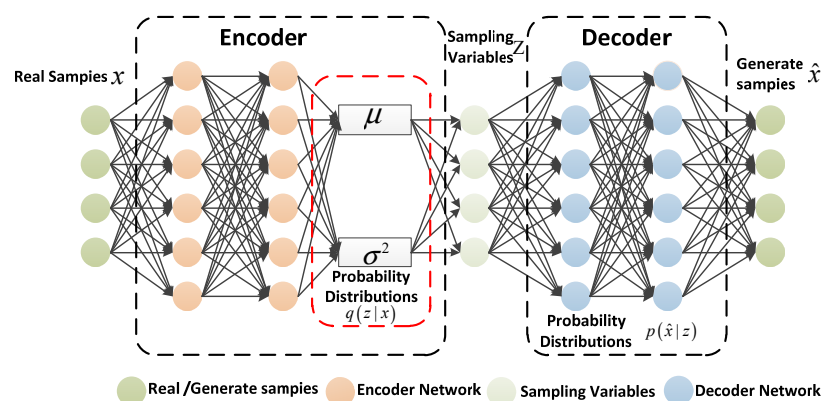 Encoder
Sampling
Variables Z
Decoder
Real Samples x
Generate
samples x̂
μ
σ²
Probability
Distributions
q(z|x)
Probability
Distributions
p(x̂|z)
Real /Generate sampies
Encoder Network
Sampling Variables
Decoder Network